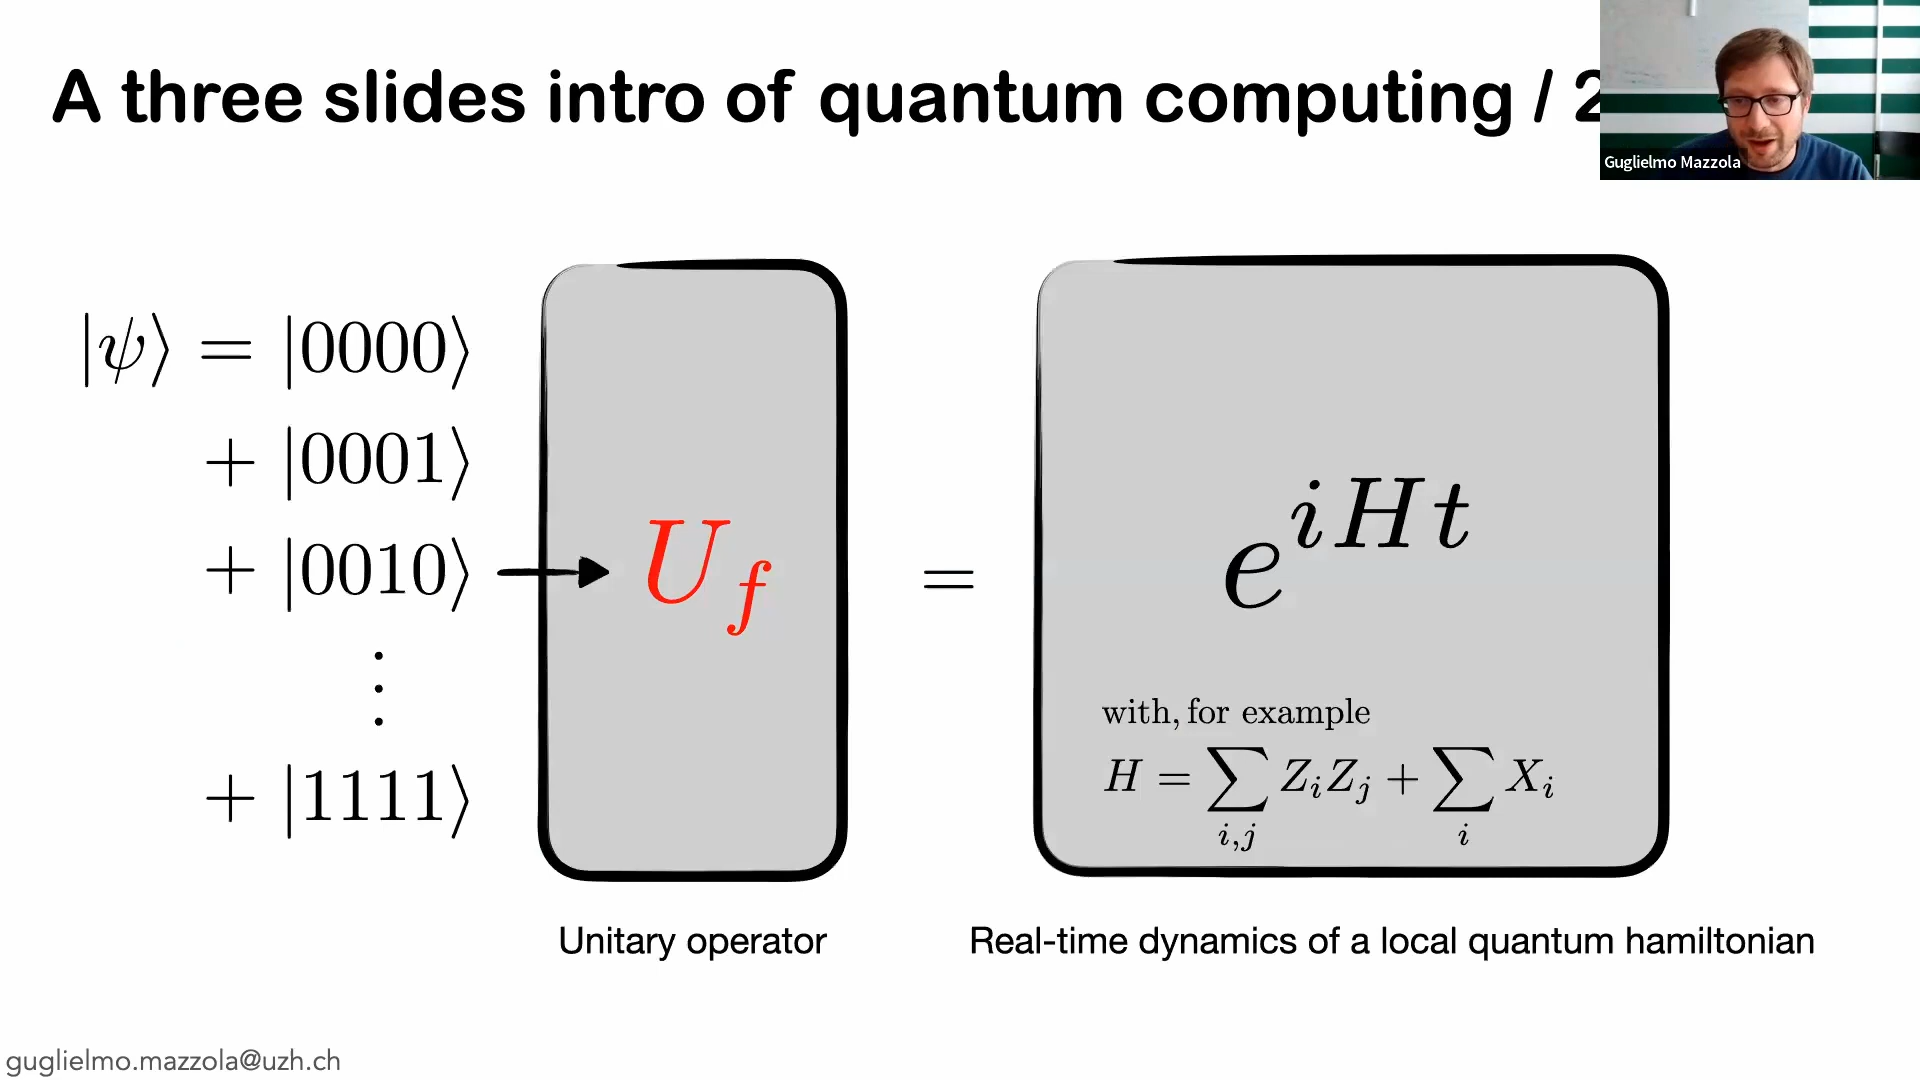 A three slides intro of quantum computing / 2
Guglielmo Mazzola
|ψ⟩ = |0000⟩
+ |0001⟩
+ |0010⟩
⋮
+ |1111⟩
U_f
=
e^{iHt}
with, for example
H = ∑_{i,j} Z_i Z_j + ∑_i X_i
Unitary operator
Real-time dynamics of a local quantum hamiltonian
guglielmo.mazzola@uzh.ch